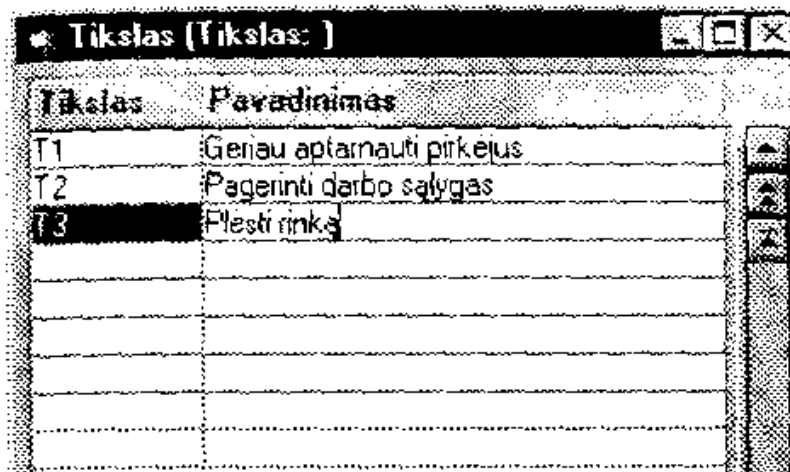 Tikslas (Tikslas: )
Tikslas Pavadinimas
T1 Geriau aptarnauti pirkėjus
T2 Pagerinti darbo sąlygas
T3 Plėsti rinką